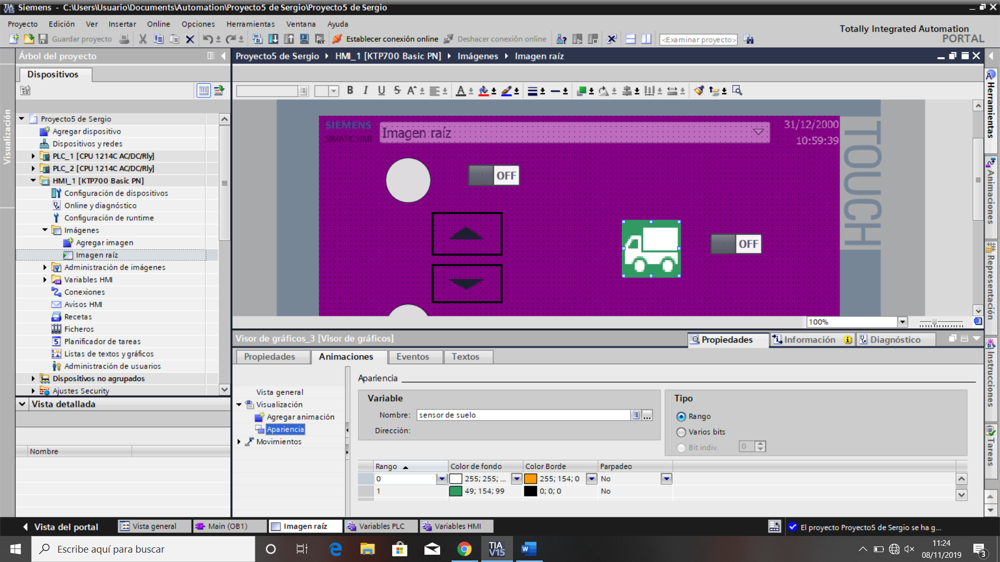 Siemens - C:\Users\Usuario\Documents\Automation\Proyecto5 de Sergio\Proyecto5 de Sergio
Proyecto Edición Ver Insertar Online Opciones Herramientas Ventana Ayuda
Totally Integrated Automation
PORTAL
Guardar proyecto
Establecer conexión online
Deshacer conexión online
<Examinar proyecto>
Árbol del proyecto
Proyecto5 de Sergio HMI_1 [KTP700 Basic PN] Imágenes Imagen raíz
Dispositivos
Visualización
Proyecto5 de Sergio
Agregar dispositivo
Dispositivos y redes
PLC_1 [CPU 1214C AC/DC/Rly]
PLC_2 [CPU 1214C AC/DC/Rly]
HMI_1 [KTP700 Basic PN]
Configuración de dispositivos
Online y diagnóstico
Configuración de runtime
Imágenes
Agregar imagen
Imagen raíz
Administración de imágenes
Variables HMI
Conexiones
Avisos HMI
Recetas
Ficheros
Planificador de tareas
Listas de textos y gráficos
Administración de usuarios
Dispositivos no agrupados
Ajustes Security
Vista detallada
Nombre
B I U S A A
SIEMENS
SIMATIC HMI
Imagen raíz
31/12/2000
10:59:39
TOUCH
OFF
OFF
100%
Herramientas
Animaciones
Representación
Instrucciones
Tareas
Visor de gráficos_3 [Visor de gráficos]
Propiedades Información Diagnóstico
Propiedades Animaciones Eventos Textos
Vista general
Visualización
Agregar animación
Apariencia
Movimientos
Apariencia
Variable
Nombre: sensor de suelo
Dirección:
Tipo
Rango
Varios bits
Bit indiv. 0
Rango Color de fondo Color Borde Parpadeo
0 255; 255; ... 255; 154; 0 No
1 49; 154; 99 0; 0; 0 No
Vista del portal Vista general Main (OB1) Imagen raíz Variables PLC Variables HMI
El proyecto Proyecto5 de Sergio se ha g...
Escribe aquí para buscar
TIA
V15
11:24
08/11/2019
3